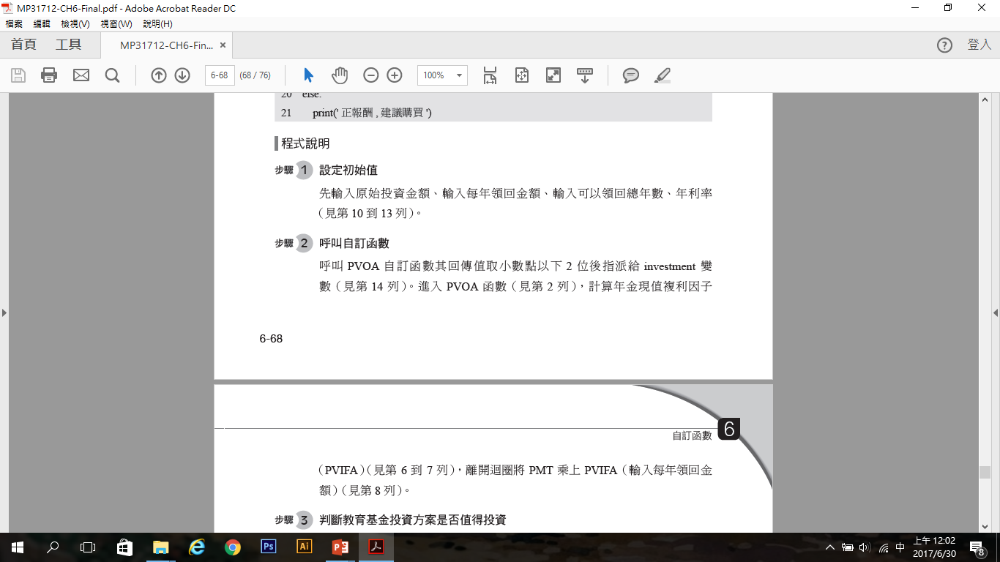 MP31712-CH6-Final.pdf - Adobe Acrobat Reader DC
檔案 編輯 檢視(V) 視窗(W) 說明(H)
首頁 工具 MP31712-CH6-Fin... × ? 登入
6-68 (68 / 76) 100%
20 else:
21 print(' 正報酬 , 建議購買 ')
程式說明
步驟 1 設定初始值
先輸入原始投資金額、輸入每年領回金額、輸入可以領回總年數、年利率
（見第 10 到 13 列）。
步驟 2 呼叫自訂函數
呼叫 PVOA 自訂函數其回傳值取小數點以下 2 位後指派給 investment 變
數（見第 14 列）。進入 PVOA 函數（見第 2 列），計算年金現值複利因子
6-68
6
自訂函數
（PVIFA）（見第 6 到 7 列），離開迴圈將 PMT 乘上 PVIFA（輸入每年領回金
額）（見第 8 列）。
步驟 3 判斷教育基金投資方案是否值得投資
Ps Ai 中 上午 12:02
2017/6/30 8